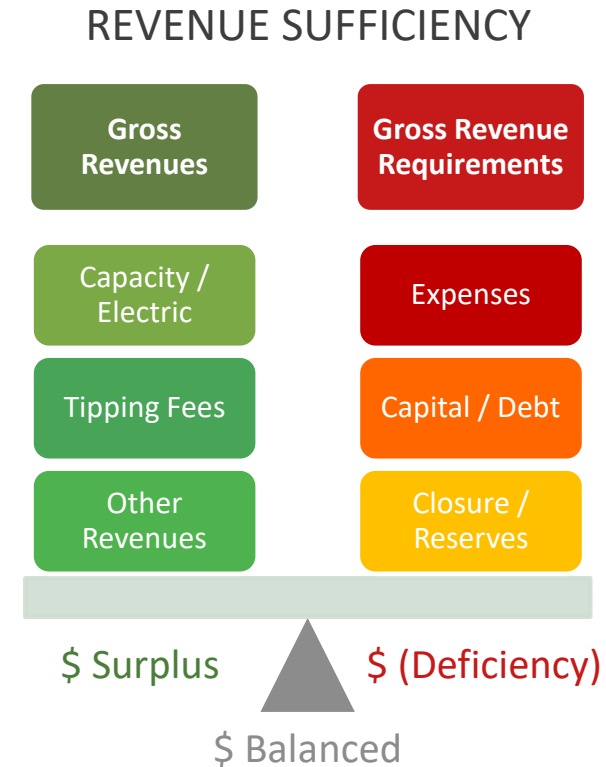 REVENUE SUFFICIENCY
Gross
Revenues
Gross Revenue
Requirements
Capacity /
Electric
Expenses
Tipping Fees
Capital / Debt
Other
Revenues
Closure /
Reserves
$ Surplus
$ (Deficiency)
$ Balanced